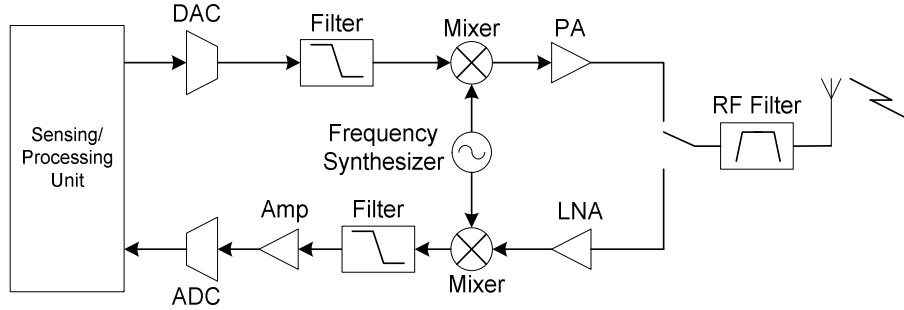 DAC
Filter
Mixer
PA
RF Filter
Sensing/
Processing
Unit
Frequency
Synthesizer
Amp
Filter
LNA
ADC
Mixer